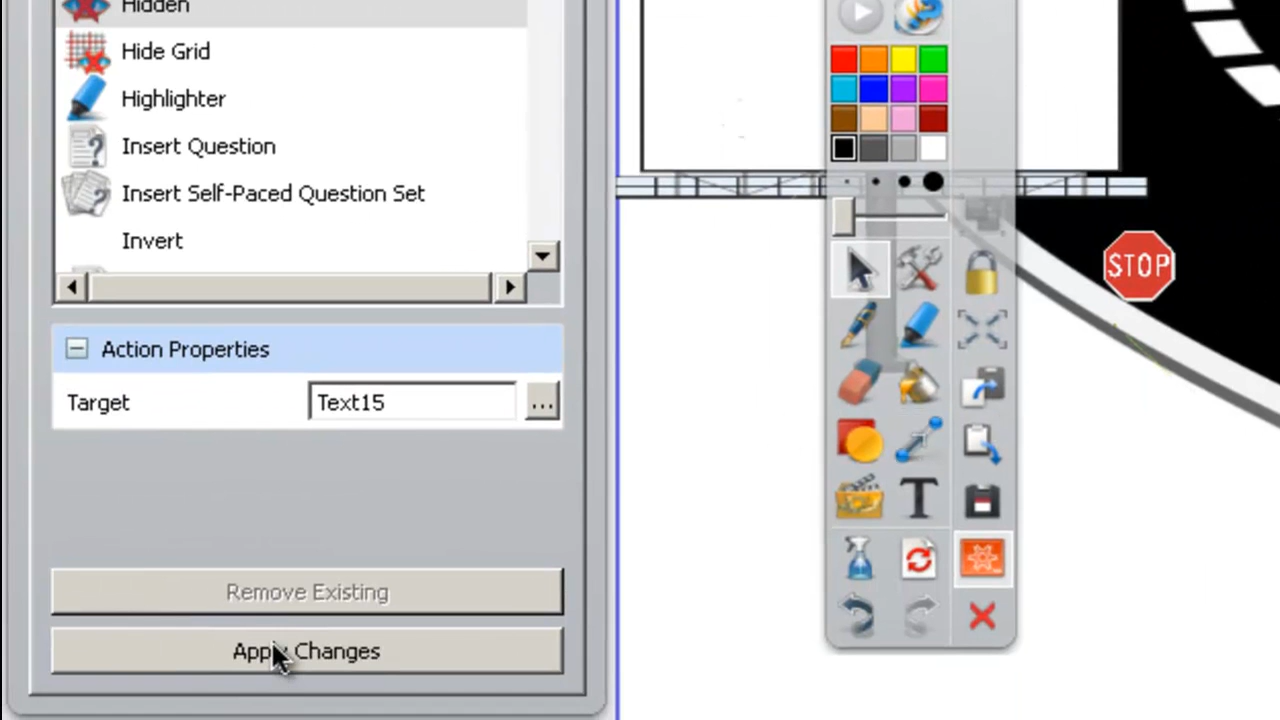 Hidden
Hide Grid
Highlighter
Insert Question
Insert Self-Paced Question Set
Invert
Action Properties
Target
Text15
...
Remove Existing
Apply Changes
STOP
T